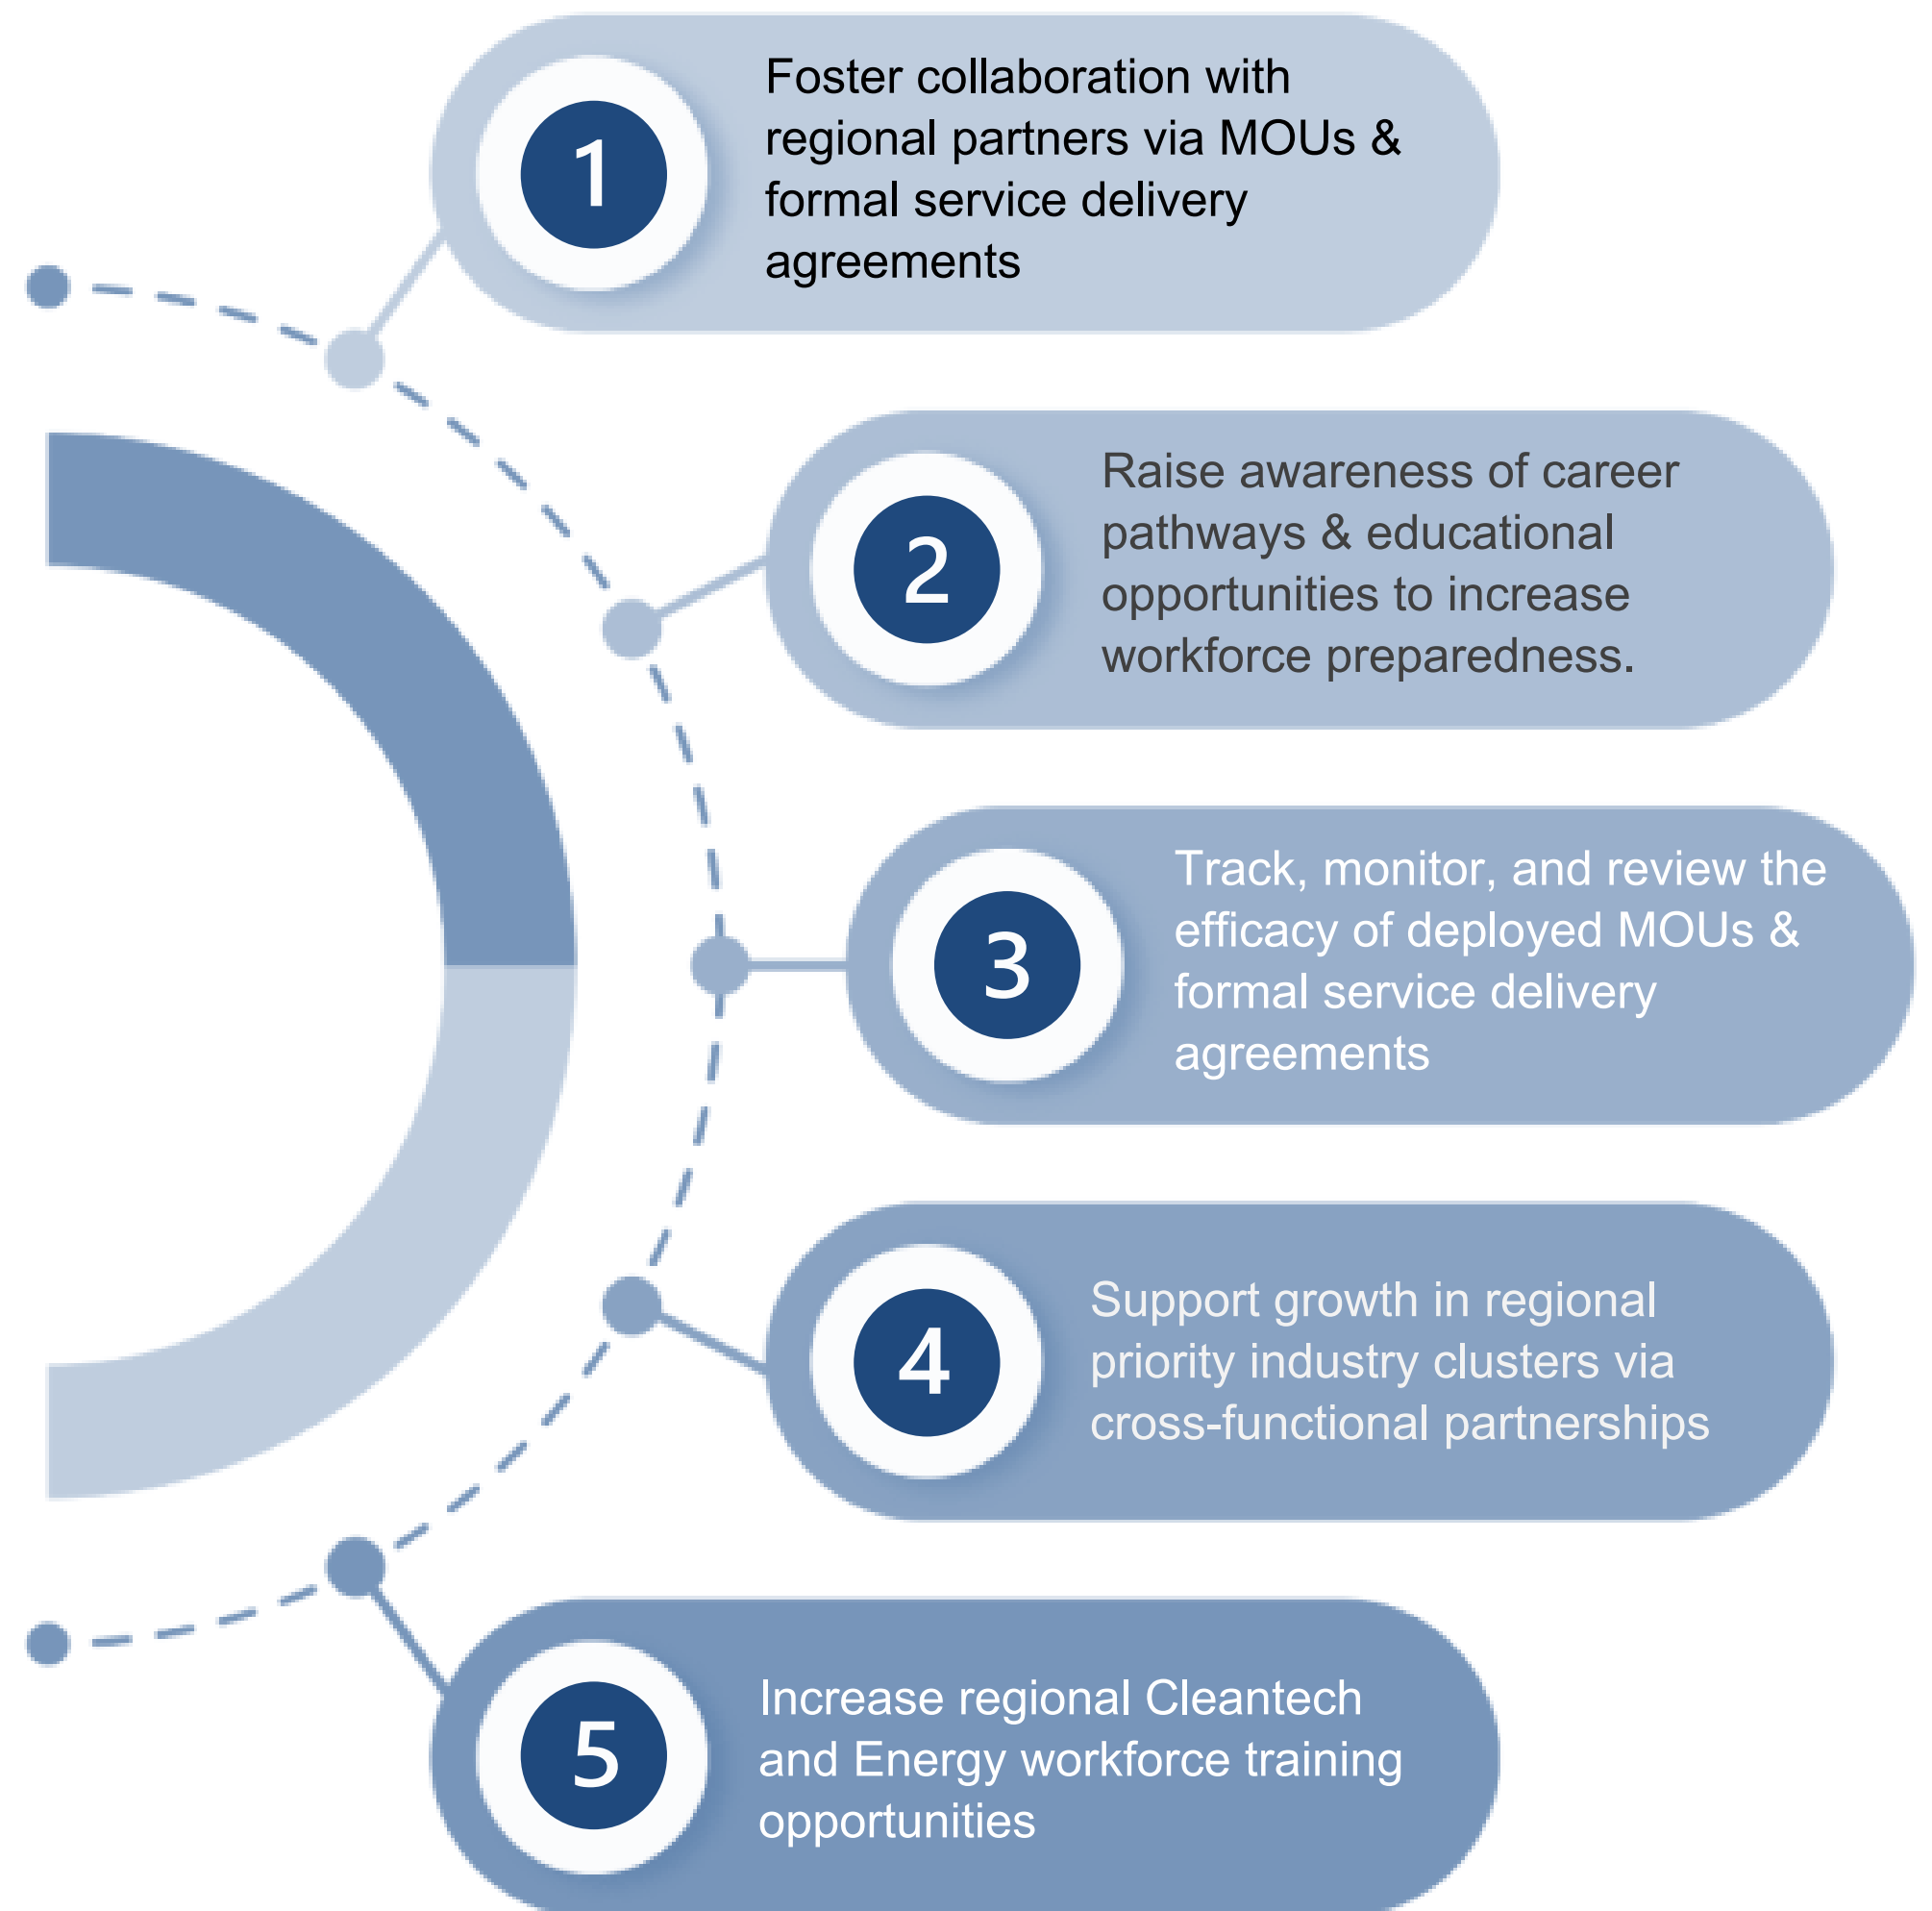 1
Foster collaboration with
regional partners via MOUs &
formal service delivery
agreements
2
Raise awareness of career
pathways & educational
opportunities to increase
workforce preparedness.
3
Track, monitor, and review the
efficacy of deployed MOUs &
formal service delivery
agreements
4
Support growth in regional
priority industry clusters via
cross-functional partnerships
5
Increase regional Cleantech
and Energy workforce training
opportunities